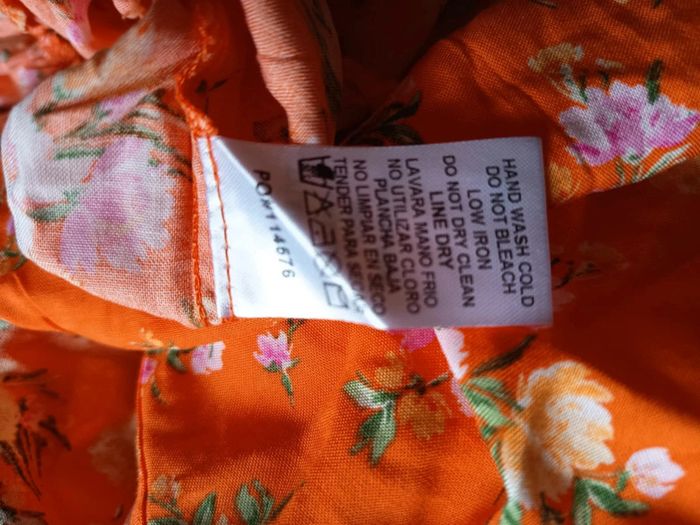 HAND WASH COLD
DO NOT BLEACH
LOW IRON
DO NOT DRY CLEAN
LINE DRY
LAVARA MANO FRIO
NO UTILIZAR CLORO
PLANCHA BAJA
NO LIMPIAR EN SECO
TENDER PARA
PO#114676